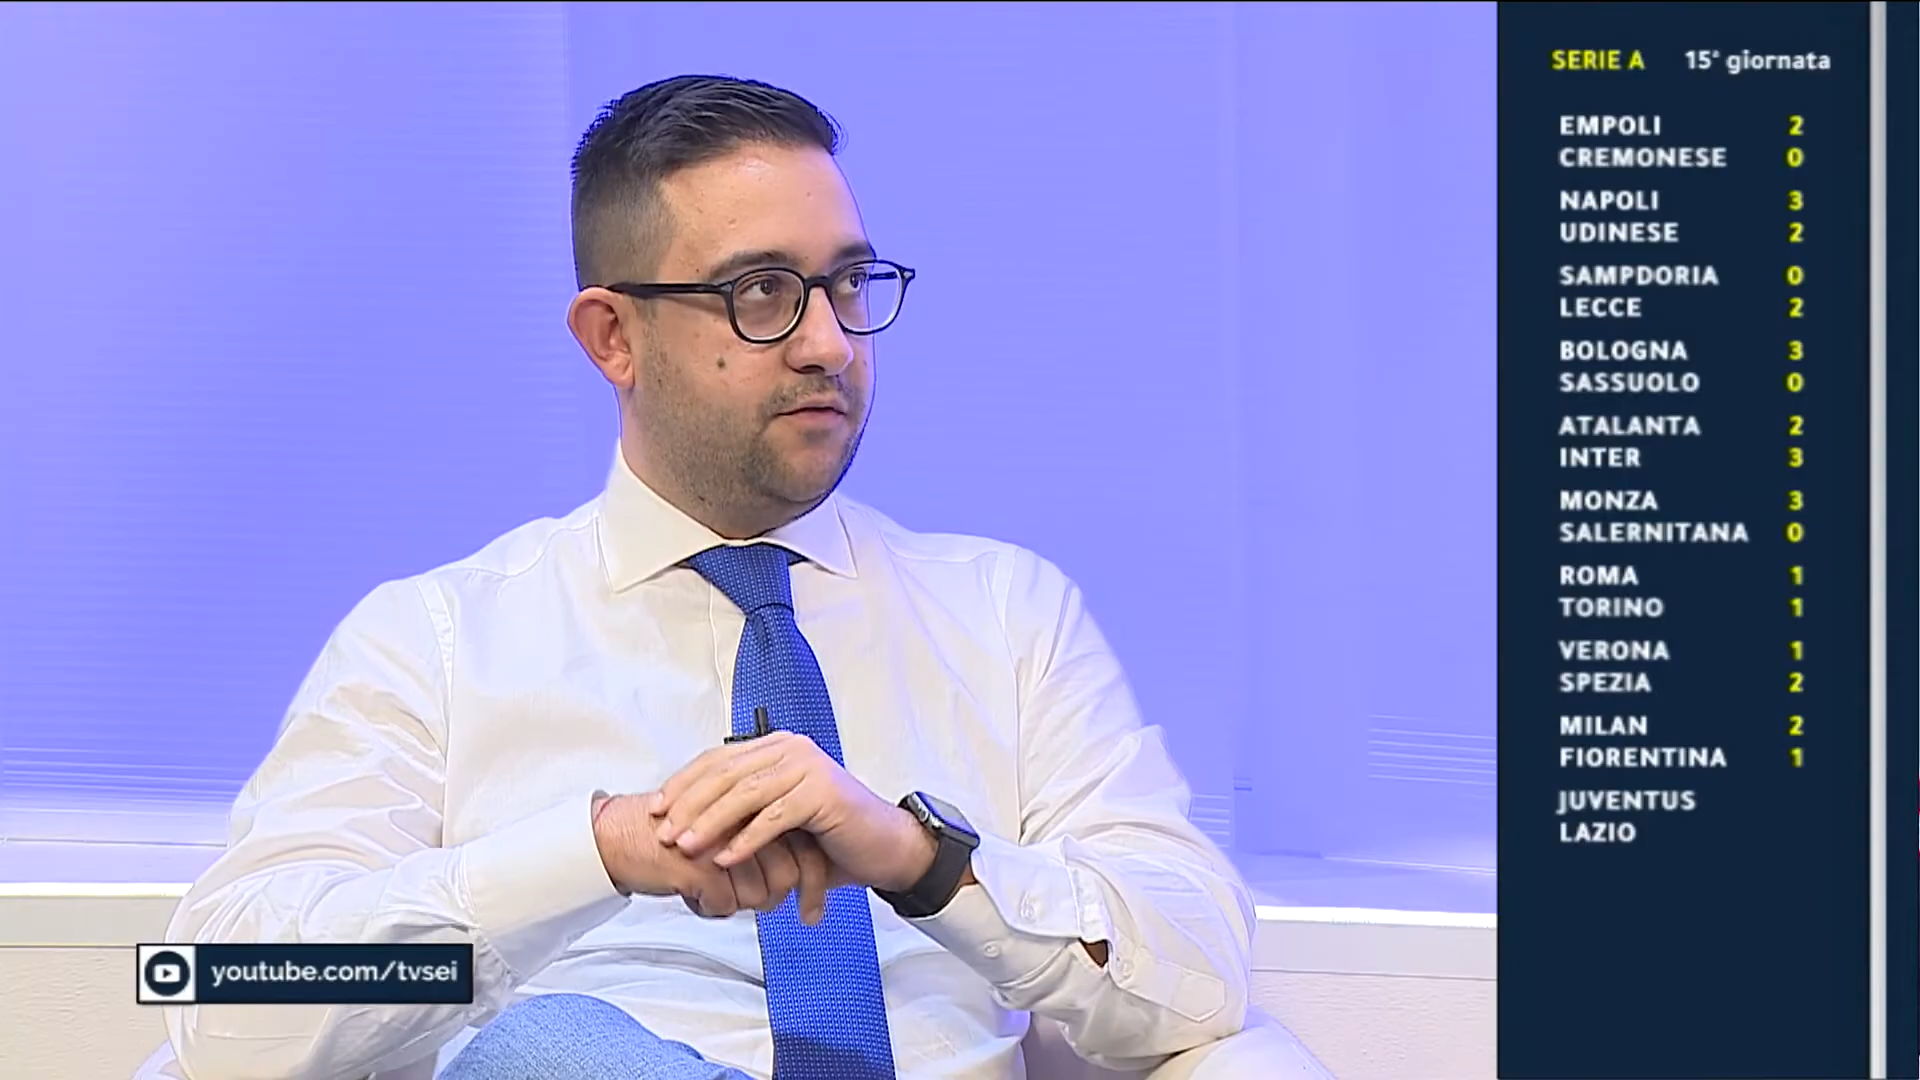 SERIE A 15ª giornata
EMPOLI 2
CREMONESE 0
NAPOLI 3
UDINESE 2
SAMPDORIA 0
LECCE 2
BOLOGNA 3
SASSUOLO 0
ATALANTA 2
INTER 3
MONZA 3
SALERNITANA 0
ROMA 1
TORINO 1
VERONA 1
SPEZIA 2
MILAN 2
FIORENTINA 1
JUVENTUS
LAZIO
youtube.com/tvsei